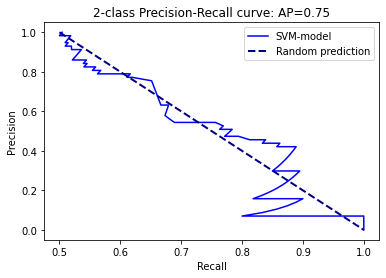 2-class Precision-Recall curve: AP=0.75
SVM-model
Random prediction
Precision
1.0
0.8
0.6
0.4
0.2
0.0
0.5 0.6 0.7 0.8 0.9 1.0
Recall